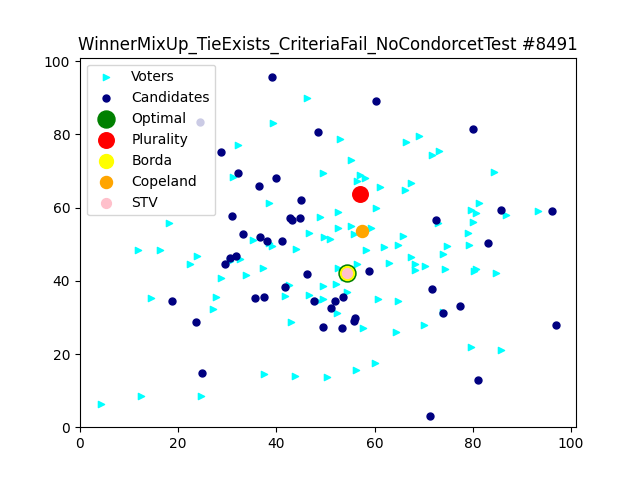 WinnerMixUp_TieExists_CriteriaFail_NoCondorcetTest #8491
100
80
60
40
20
0
Voters
Candidates
Optimal
Plurality
Borda
Copeland
STV
0 20 40 60 80 100